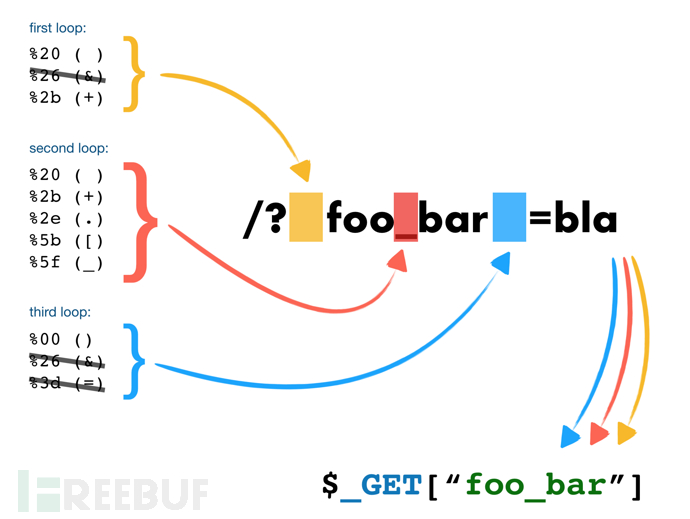 first loop:
%20 ( )
%26 (&)
%2b (+)
second loop:
%20 ( )
%2b (+)
%2e (.)
%5b ([)
%5f (_)
third loop:
%00 ()
%26 (&)
%3d (=)
/? foo_bar =bla
$_GET[“foo_bar”]
FREEBUF